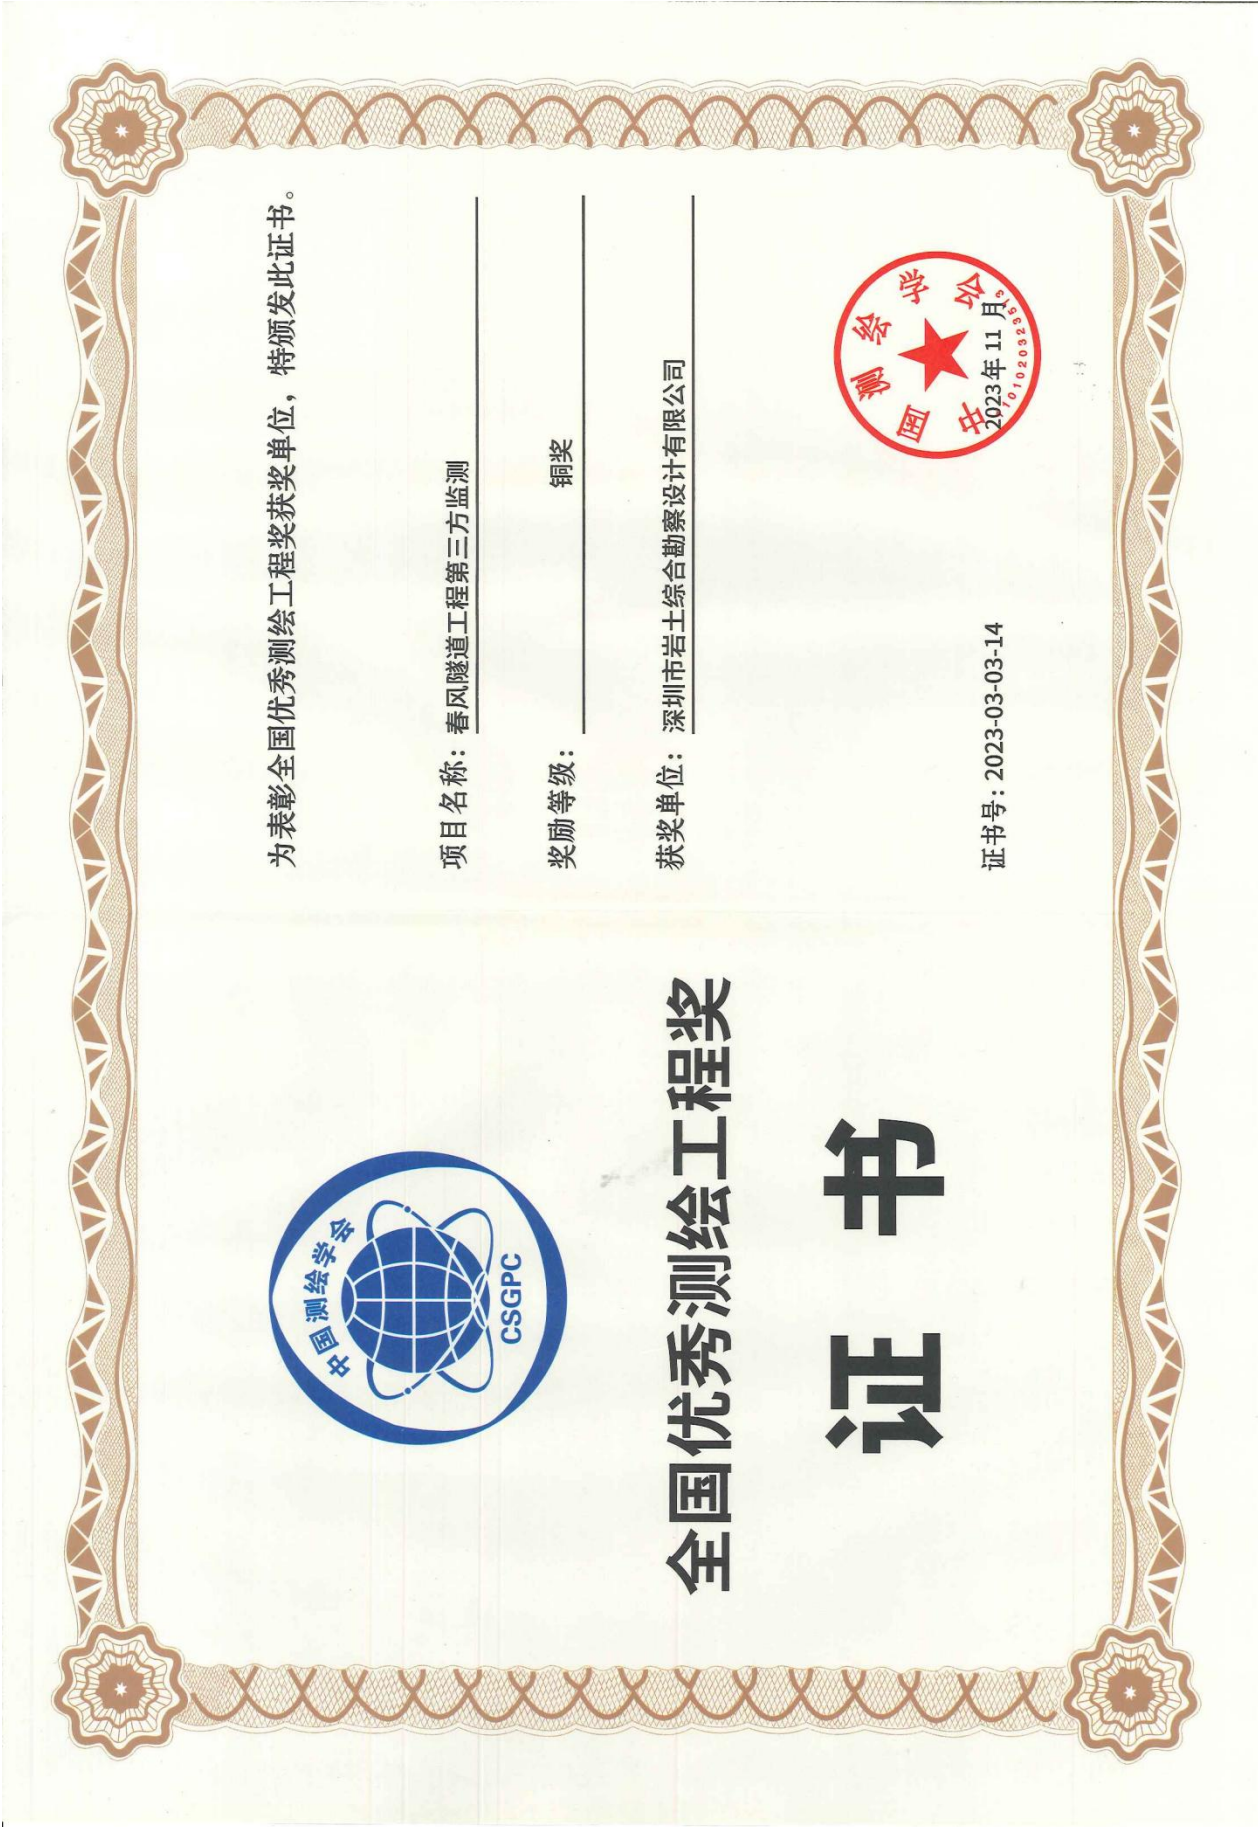 中国测绘学会
CSGPC
全国优秀测绘工程奖
证书
为表彰全国优秀测绘工程奖获奖单位，特颁发此证书。
项目名称：春风隧道工程第三方监测
奖励等级：铜奖
获奖单位：深圳市岩土综合勘察设计有限公司
证书号：2023-03-03-14
中国测绘学会
2023年11月